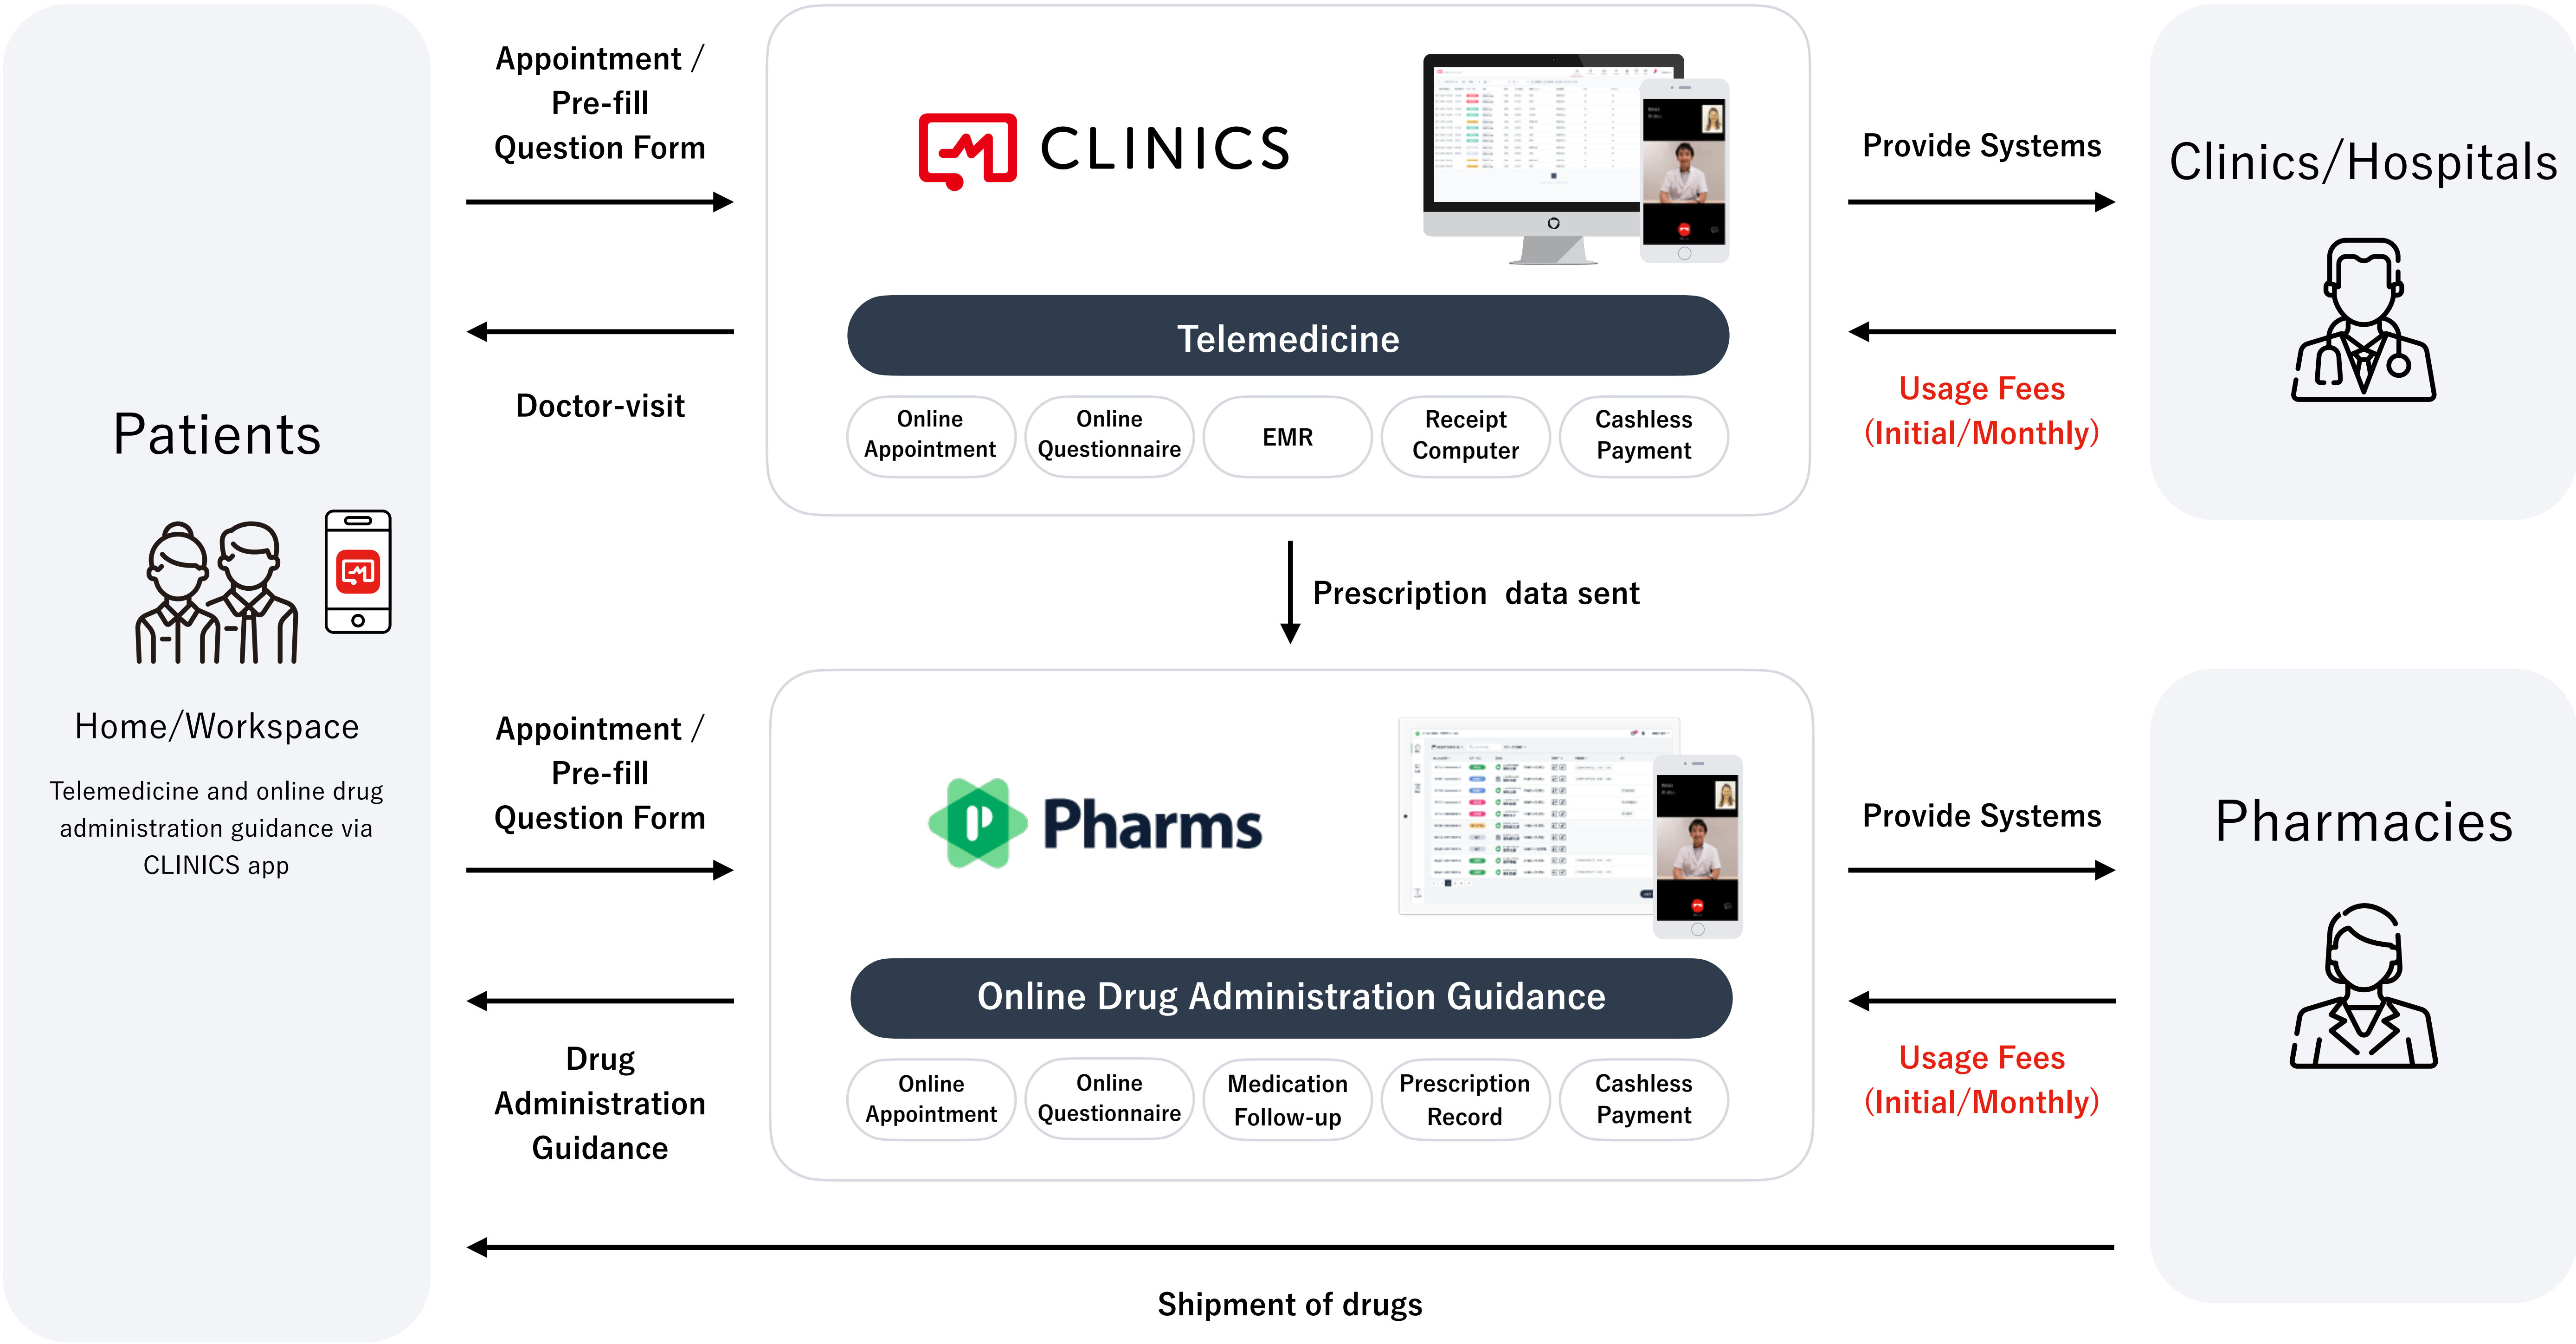 Patients
Home/Workspace
Telemedicine and online drug
administration guidance via
CLINICS app
Appointment /
Pre-fill
Question Form
Doctor-visit
CLINICS
Telemedicine
Online
Appointment
Online
Questionnaire
EMR
Receipt
Computer
Cashless
Payment
Provide Systems
Usage Fees
(Initial/Monthly)
Clinics/Hospitals
Prescription data sent
Appointment /
Pre-fill
Question Form
Drug
Administration
Guidance
Pharms
Online Drug Administration Guidance
Online
Appointment
Online
Questionnaire
Medication
Follow-up
Prescription
Record
Cashless
Payment
Provide Systems
Usage Fees
(Initial/Monthly)
Pharmacies
Shipment of drugs